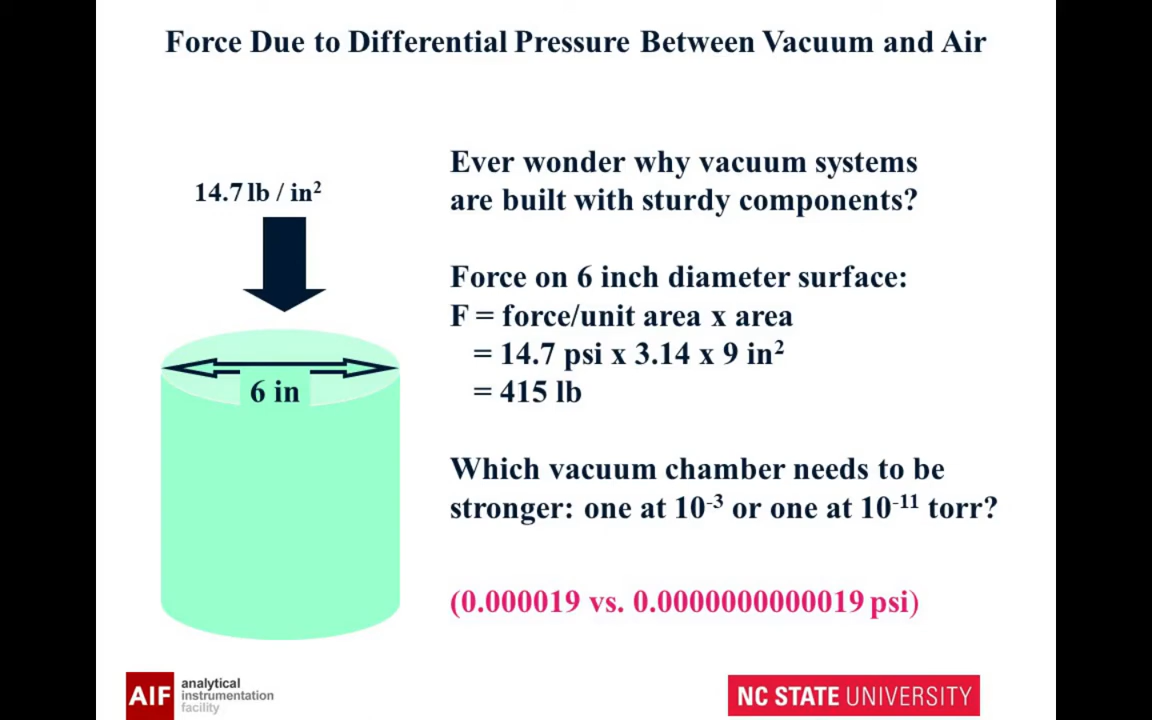 Force Due to Differential Pressure Between Vacuum and Air
14.7 lb / in²
6 in
Ever wonder why vacuum systems
are built with sturdy components?
Force on 6 inch diameter surface:
F = force/unit area x area
= 14.7 psi x 3.14 x 9 in²
= 415 lb
Which vacuum chamber needs to be
stronger: one at 10⁻³ or one at 10⁻¹¹ torr?
(0.000019 vs. 0.0000000000019 psi)
AIF analytical
instrumentation
facility
NC STATE UNIVERSITY